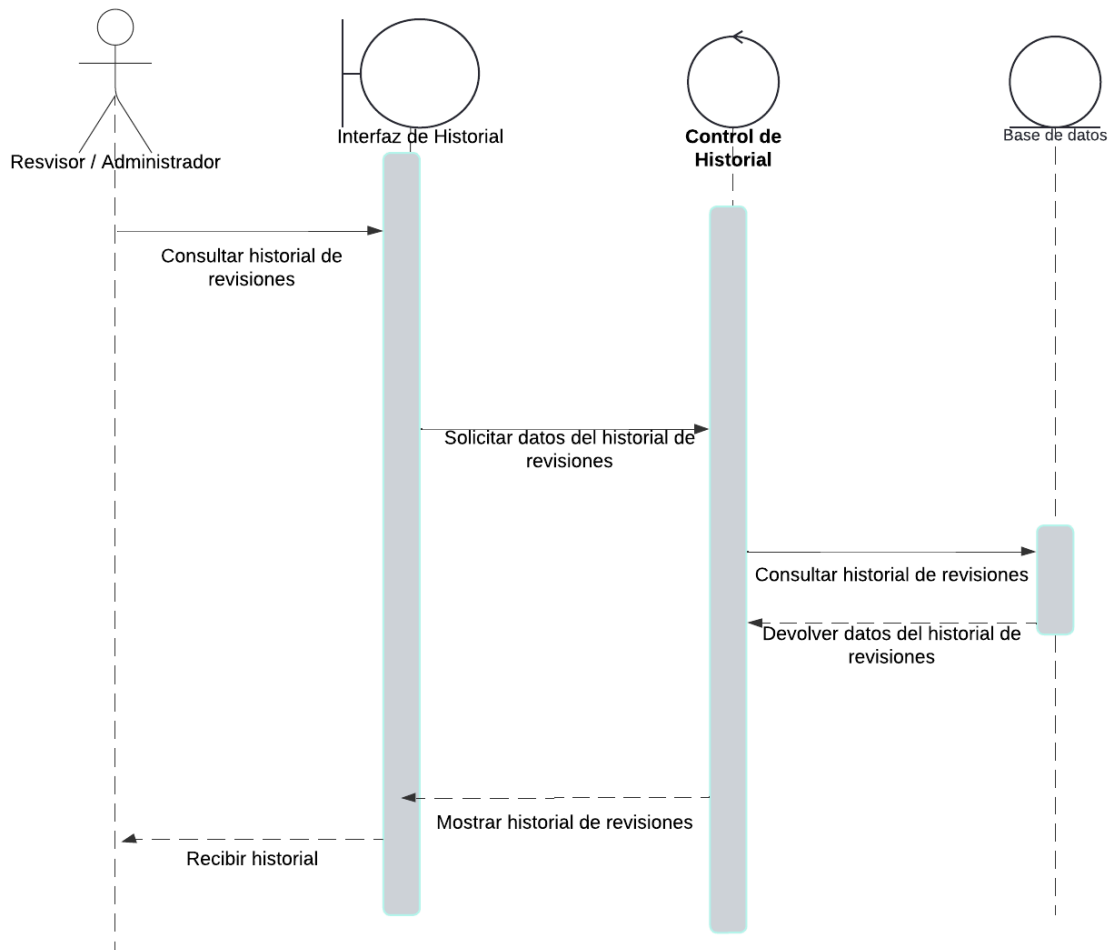 Interfaz de Historial
Control de
Historial
Base de datos
Resvisor / Administrador
Consultar historial de
revisiones
Solicitar datos del historial de
revisiones
Consultar historial de revisiones
Devolver datos del historial de
revisiones
Mostrar historial de revisiones
Recibir historial